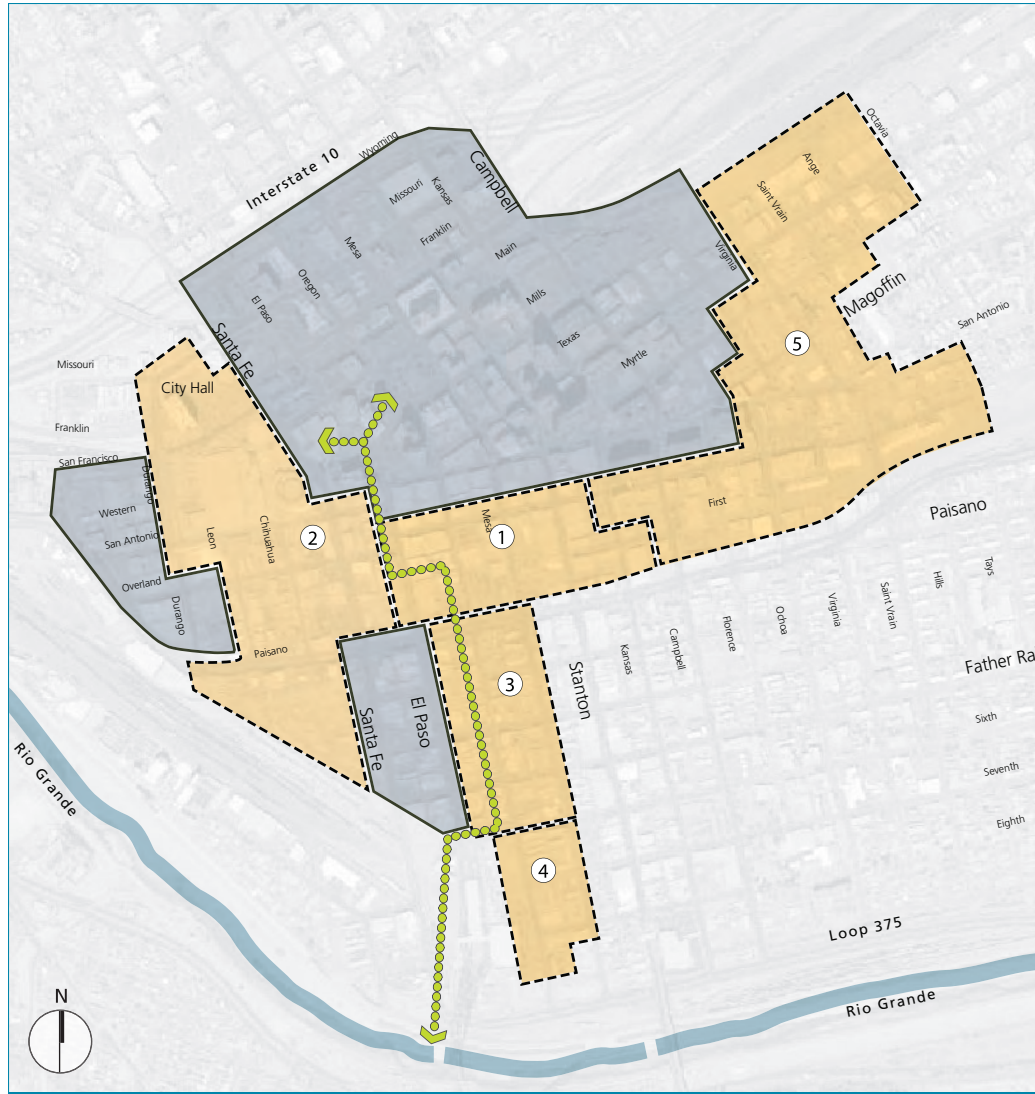 Octavia
Wyoming
Interstate 10
Campbell
Missouri
Kansas
Ange
Saint Vrain
Franklin
Mesa
Main
Virginia
Oregon
El Paso
Mills
Magoffin
San Antonio
Texas
Myrtle
5
Santa Fe
Missouri
City Hall
Franklin
San Francisco
Durango
Western
San Antonio
Leon
Chihuahua
2
Mesa
1
First
Paisano
Overland
Durango
Tays
Hills
Saint Vrain
Virginia
Ochoa
Florence
Campbell
Kansas
Paisano
Father Ra
3
Stanton
El Paso
Santa Fe
Sixth
Seventh
Eighth
Rio Grande
4
Loop 375
Rio Grande
N